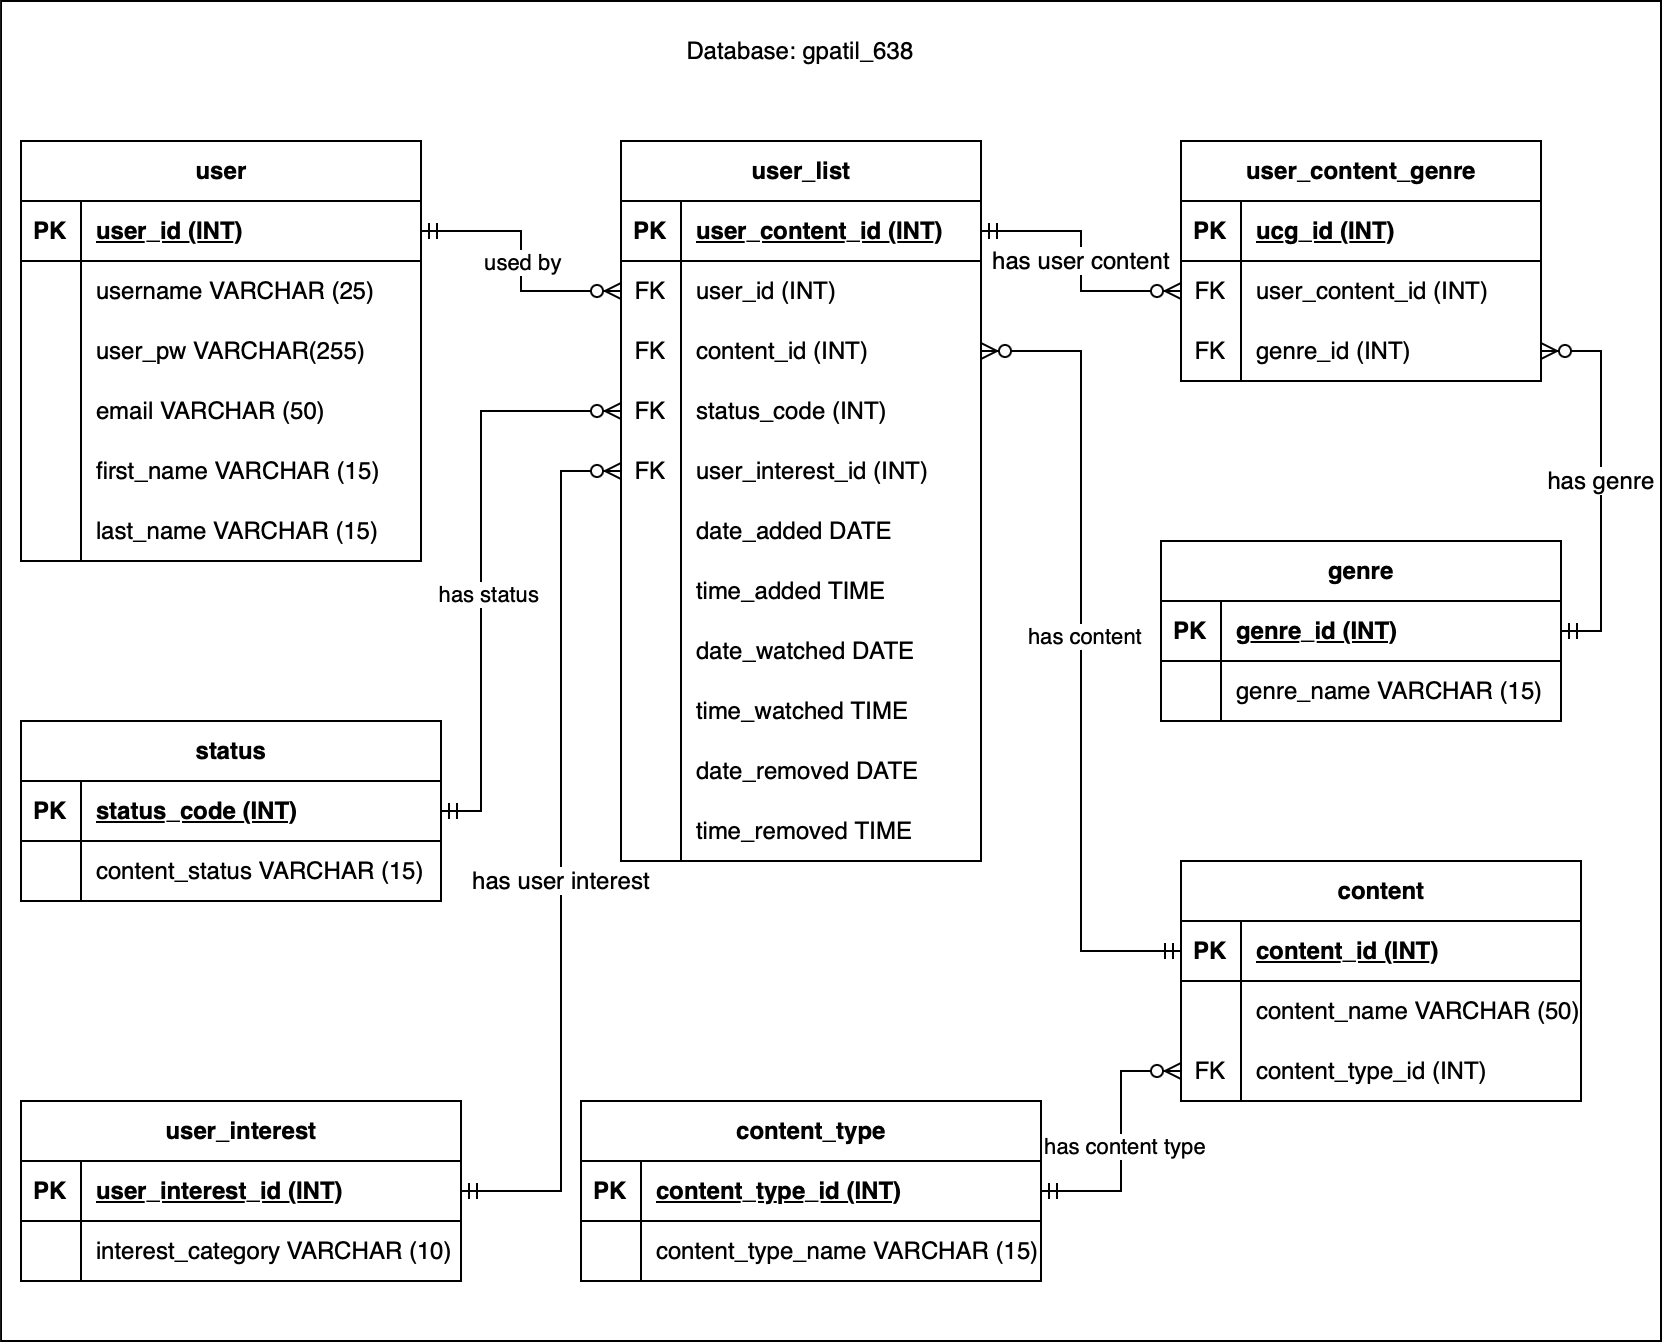 Database: gpatil_638
user
PK user_id (INT)
username VARCHAR (25)
user_pw VARCHAR(255)
email VARCHAR (50)
first_name VARCHAR (15)
last_name VARCHAR (15)
used by
user_list
PK user_content_id (INT)
FK user_id (INT)
FK content_id (INT)
FK status_code (INT)
FK user_interest_id (INT)
date_added DATE
time_added TIME
date_watched DATE
time_watched TIME
date_removed DATE
time_removed TIME
has user content
user_content_genre
PK ucg_id (INT)
FK user_content_id (INT)
FK genre_id (INT)
has genre
has status
has content
genre
PK genre_id (INT)
genre_name VARCHAR (15)
status
PK status_code (INT)
content_status VARCHAR (15)
has user interest
content
PK content_id (INT)
content_name VARCHAR (50)
FK content_type_id (INT)
user_interest
PK user_interest_id (INT)
interest_category VARCHAR (10)
content_type
PK content_type_id (INT)
content_type_name VARCHAR (15)
has content type